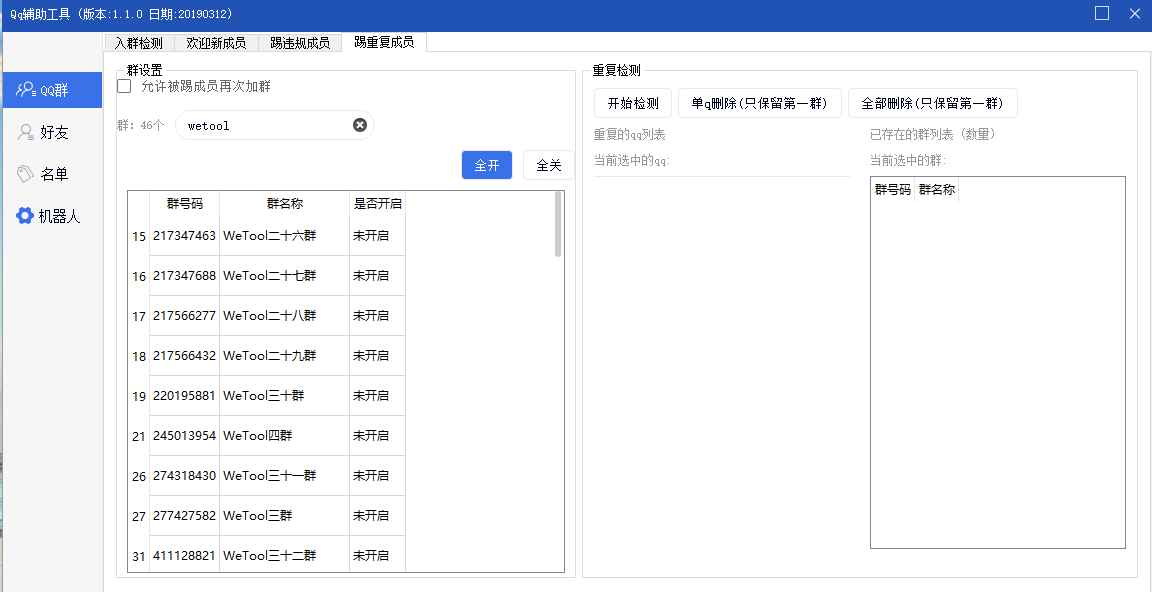 Qq辅助工具（版本:1.1.0 日期:20190312）
入群检测 欢迎新成员 踢违规成员 踢重复成员
QQ群
好友
名单
机器人
群设置
允许被踢成员再次加群
群: 46个 wetool
全开 全关
群号码 群名称 是否开启
15 217347463 WeTool二十六群 未开启
16 217347688 WeTool二十七群 未开启
17 217566277 WeTool二十八群 未开启
18 217566432 WeTool二十九群 未开启
19 220195881 WeTool三十群 未开启
21 245013954 WeTool四群 未开启
26 274318430 WeTool三十一群 未开启
27 277427582 WeTool三群 未开启
31 411128821 WeTool三十二群 未开启
重复检测
开始检测 单q删除(只保留第一群) 全部删除(只保留第一群)
重复的qq列表 已存在的群列表（数量）
当前选中的qq: 当前选中的群:
群号码 群名称